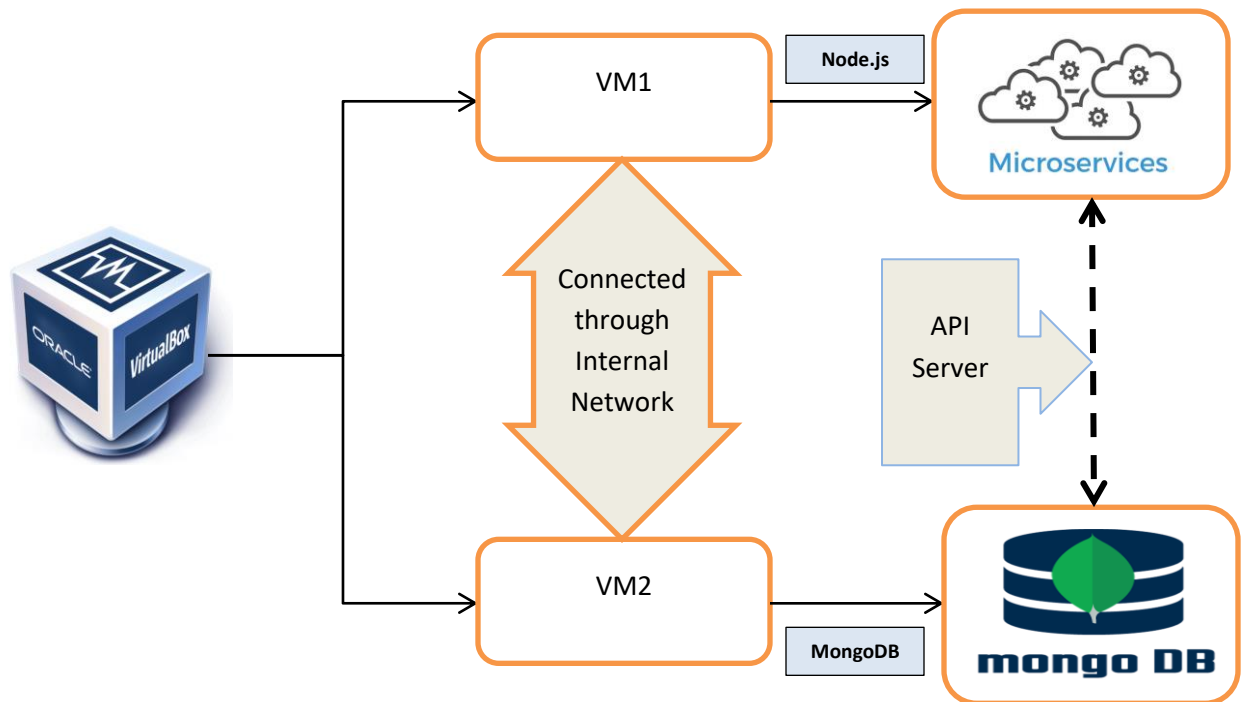 VM1
Node.js
Microservices
ORACLE
VirtualBox
Connected
through
Internal
Network
API
Server
VM2
MongoDB
mongo DB